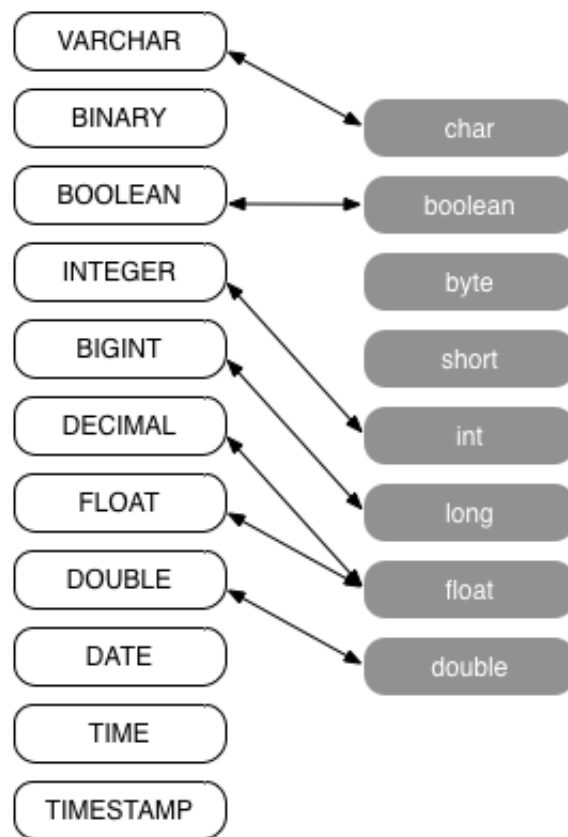 VARCHAR
BINARY
BOOLEAN
INTEGER
BIGINT
DECIMAL
FLOAT
DOUBLE
DATE
TIME
TIMESTAMP
char
boolean
byte
short
int
long
float
double